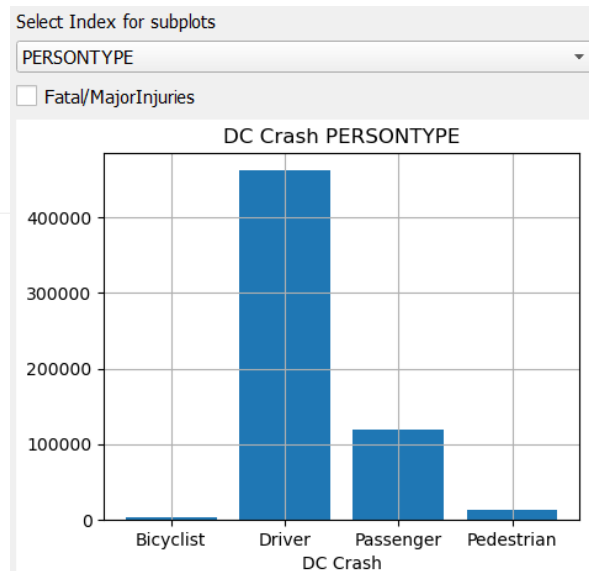 Select Index for subplots
PERSONTYPE
Fatal/MajorInjuries
DC Crash PERSONTYPE
400000
300000
200000
100000
0
Bicyclist Driver Passenger Pedestrian
DC Crash